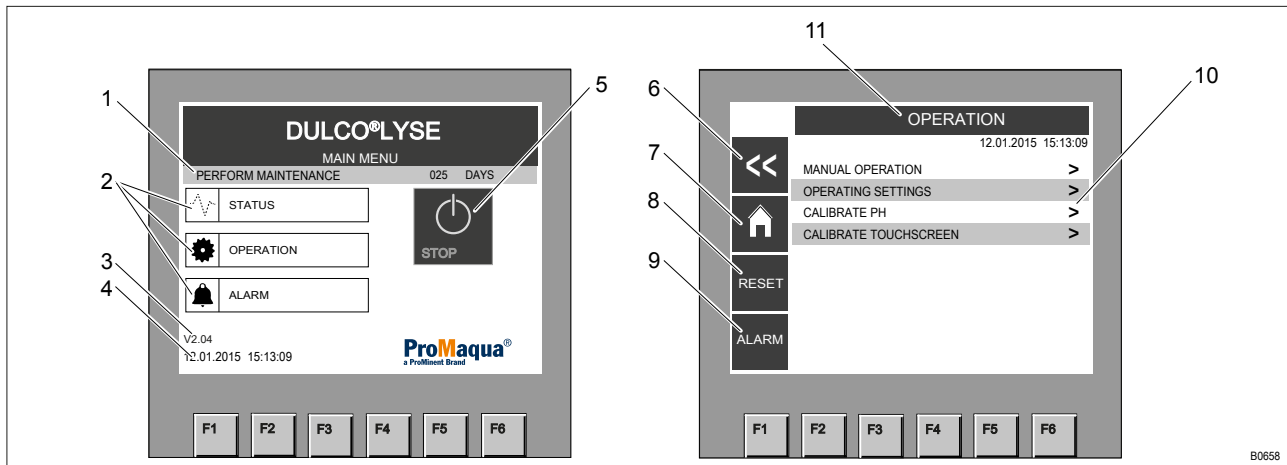 11
1
5
DULCO®LYSE
MAIN MENU
PERFORM MAINTENANCE 025 DAYS
2
STATUS
OPERATION
STOP
ALARM
3
4
V2.04
12.01.2015 15:13:09
ProMaqua®
a ProMinent Brand
F1 F2 F3 F4 F5 F6
6
10
OPERATION
12.01.2015 15:13:09
<<
7
MANUAL OPERATION >
OPERATING SETTINGS >
CALIBRATE PH >
CALIBRATE TOUCHSCREEN >
8
RESET
9
ALARM
F1 F2 F3 F4 F5 F6
B0658